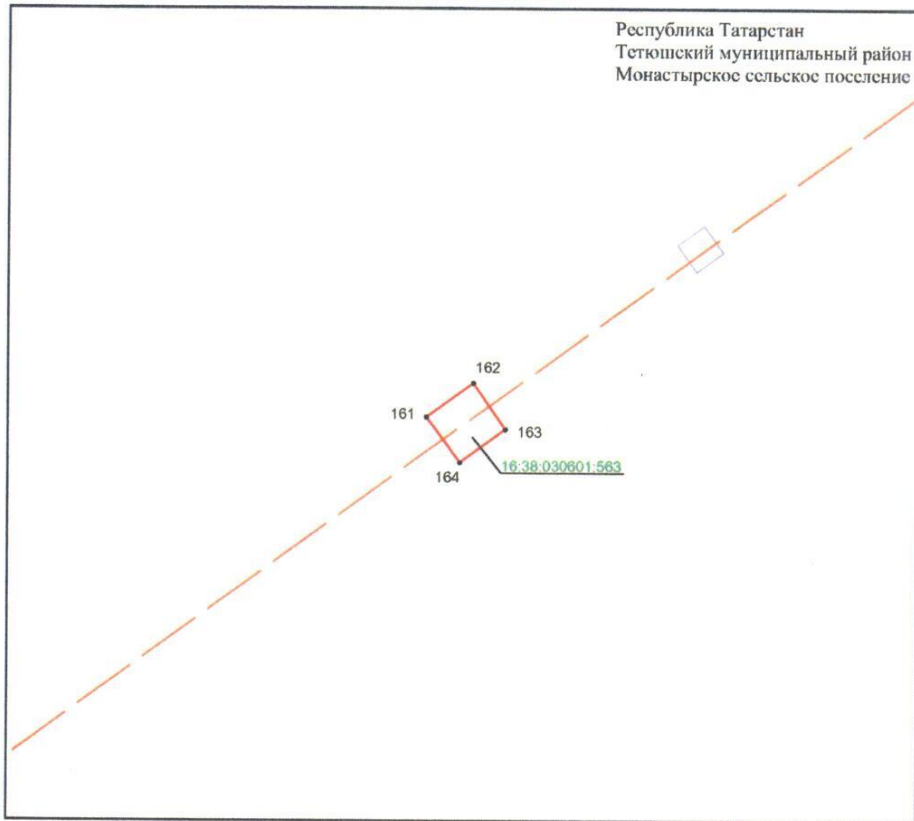 Республика Татарстан
Тетюшский муниципальный район
Монастырское сельское поселение
162
161
163
164
16:38:030601:563